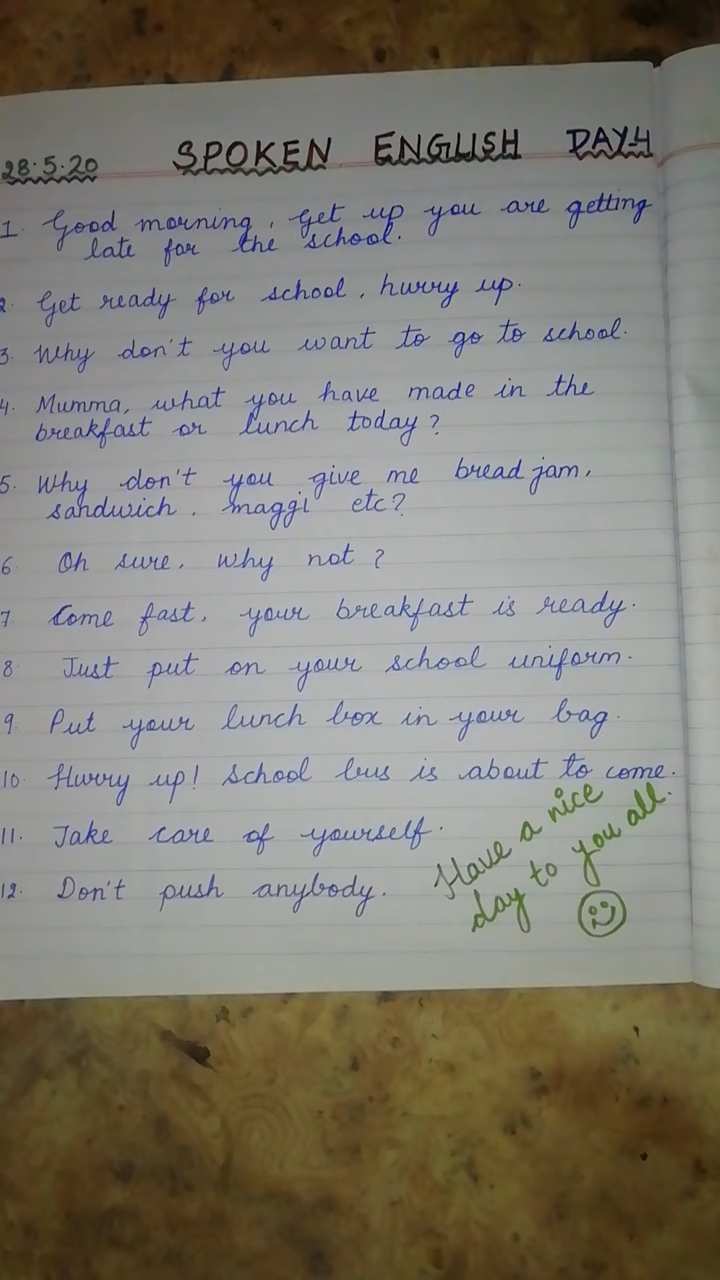 28.5.20 SPOKEN ENGLISH DAY-4
1. Good morning, Get up you are getting
late for the school.
2. Get ready for school, hurry up.
3. Why don't you want to go to school.
4. Mumma, what you have made in the
breakfast or lunch today?
5. Why don't you give me bread jam,
sandwich, maggi etc?
6 Oh sure, why not?
7 Come fast, your breakfast is ready.
8 Just put on your school uniform.
9. Put your lunch box in your bag.
10. Hurry up! School bus is about to come.
11. Take care of yourself.
12. Don't push anybody.
Have a nice
day to you all.